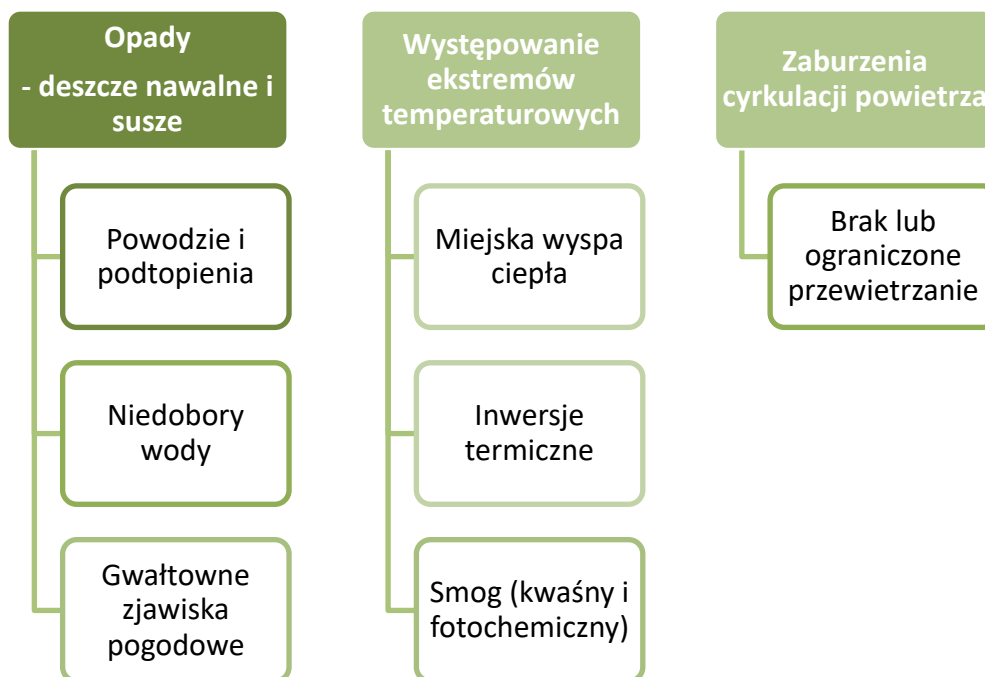 Opady
- deszcze nawalne i
susze
Powodzie i
podtopienia
Niedobory
wody
Gwałtowne
zjawiska
pogodowe
Występowanie
ekstremów
temperaturowych
Miejska wyspa
ciepła
Inwersje
termiczne
Smog (kwaśny i
fotochemiczny)
Zaburzenia
cyrkulacji powietrza
Brak lub
ograniczone
przewietrzanie